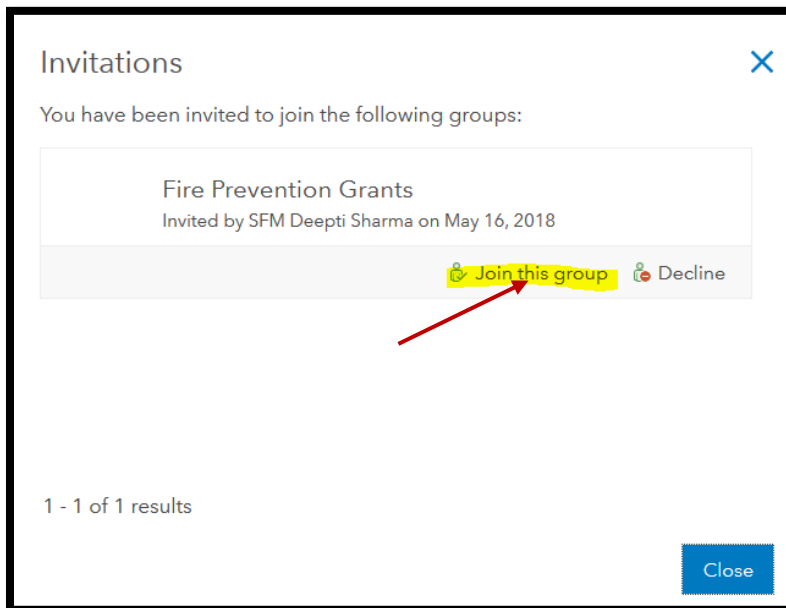 Invitations
You have been invited to join the following groups:
Fire Prevention Grants
Invited by SFM Deepti Sharma on May 16, 2018
Join this group Decline
1 - 1 of 1 results
Close